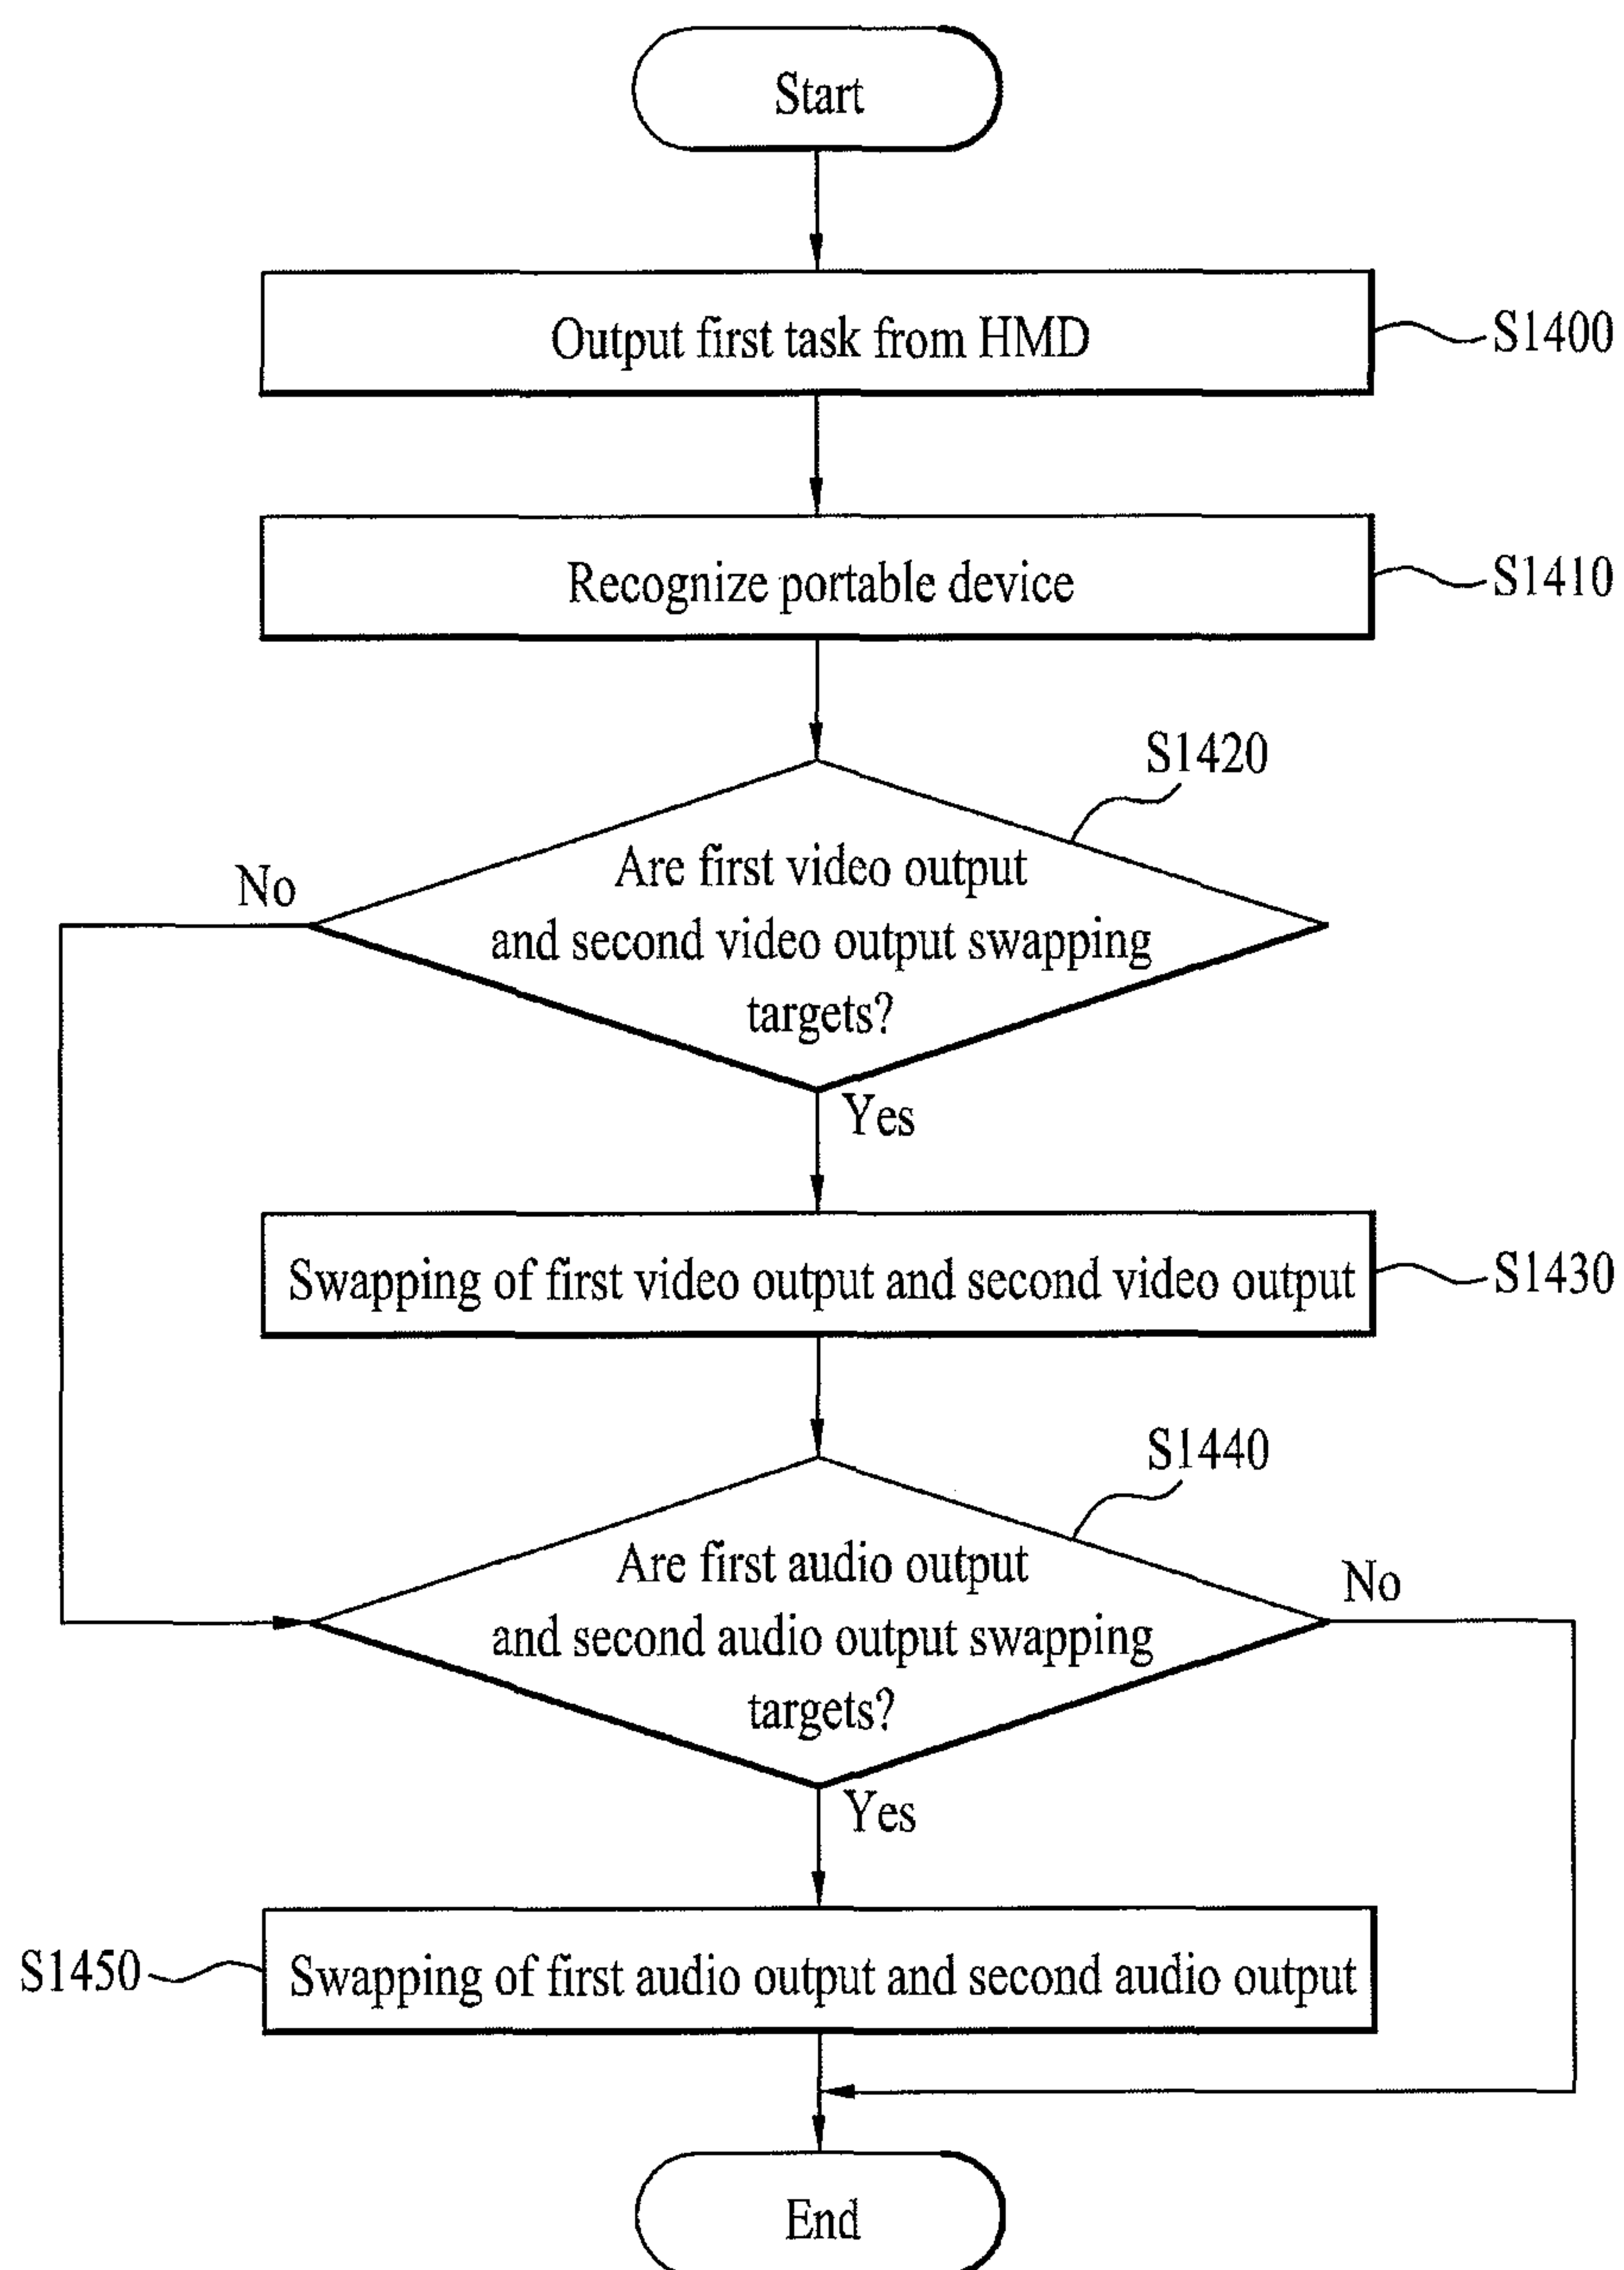 Start
Output first task from HMD
S1400
Recognize portable device
S1410
S1420
Are first video output
and second video output swapping
targets?
No
Yes
Swapping of first video output and second video output
S1430
S1440
Are first audio output
and second audio output swapping
targets?
No
Yes
S1450
Swapping of first audio output and second audio output
End